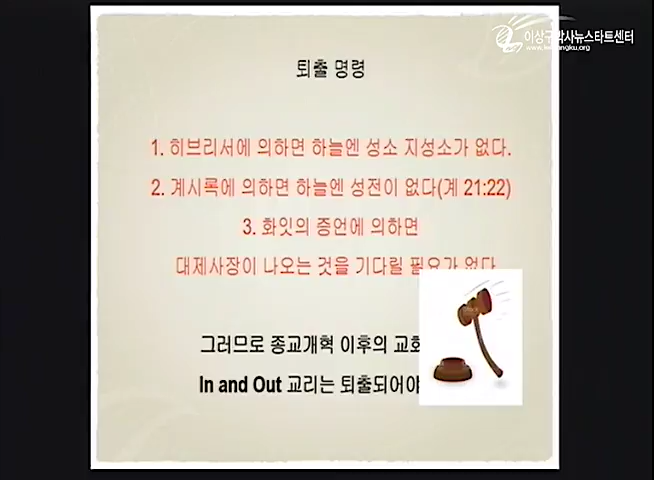 이상구박사뉴스타트센터
퇴출 명령
1. 히브리서에 의하면 하늘엔 성소 지성소가 없다.
2. 계시록에 의하면 하늘엔 성전이 없다(계 21:22)
3. 화잇의 증언에 의하면
대제사장이 나오는 것을 기다릴 필요가 없다
그러므로 종교개혁 이후의
In and Out 교리는 퇴출되어야